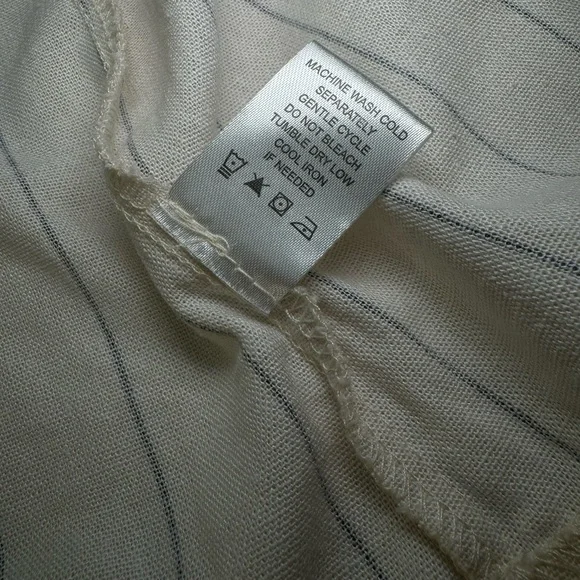 MACHINE WASH COLD
SEPARATELY
GENTLE CYCLE
DO NOT BLEACH
TUMBLE DRY LOW
COOL IRON
IF NEEDED